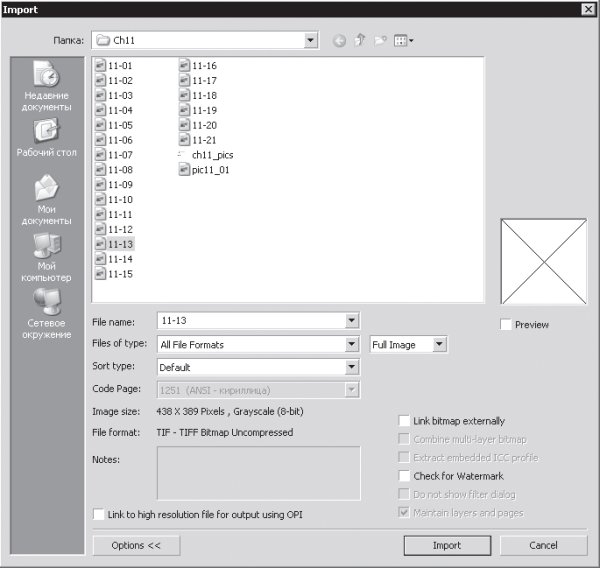 Import
Папка:
Ch11
Недавние
документы
Рабочий стол
Мои
документы
Мой
компьютер
Сетевое
окружение
11-01
11-02
11-03
11-04
11-05
11-06
11-07
11-08
11-09
11-10
11-11
11-12
11-13
11-14
11-15
11-16
11-17
11-18
11-19
11-20
11-21
ch11_pics
pic11_01
Preview
File name:
11-13
Files of type:
All File Formats
Full Image
Sort type:
Default
Code Page:
1251 (ANSI - кириллица)
Image size:
438 X 389 Pixels , Grayscale (8-bit)
File format:
TIF - TIFF Bitmap Uncompressed
Notes:
Link bitmap externally
Combine multi-layer bitmap
Extract embedded ICC profile
Check for Watermark
Do not show filter dialog
Maintain layers and pages
Link to high resolution file for output using OPI
Options <<
Import
Cancel